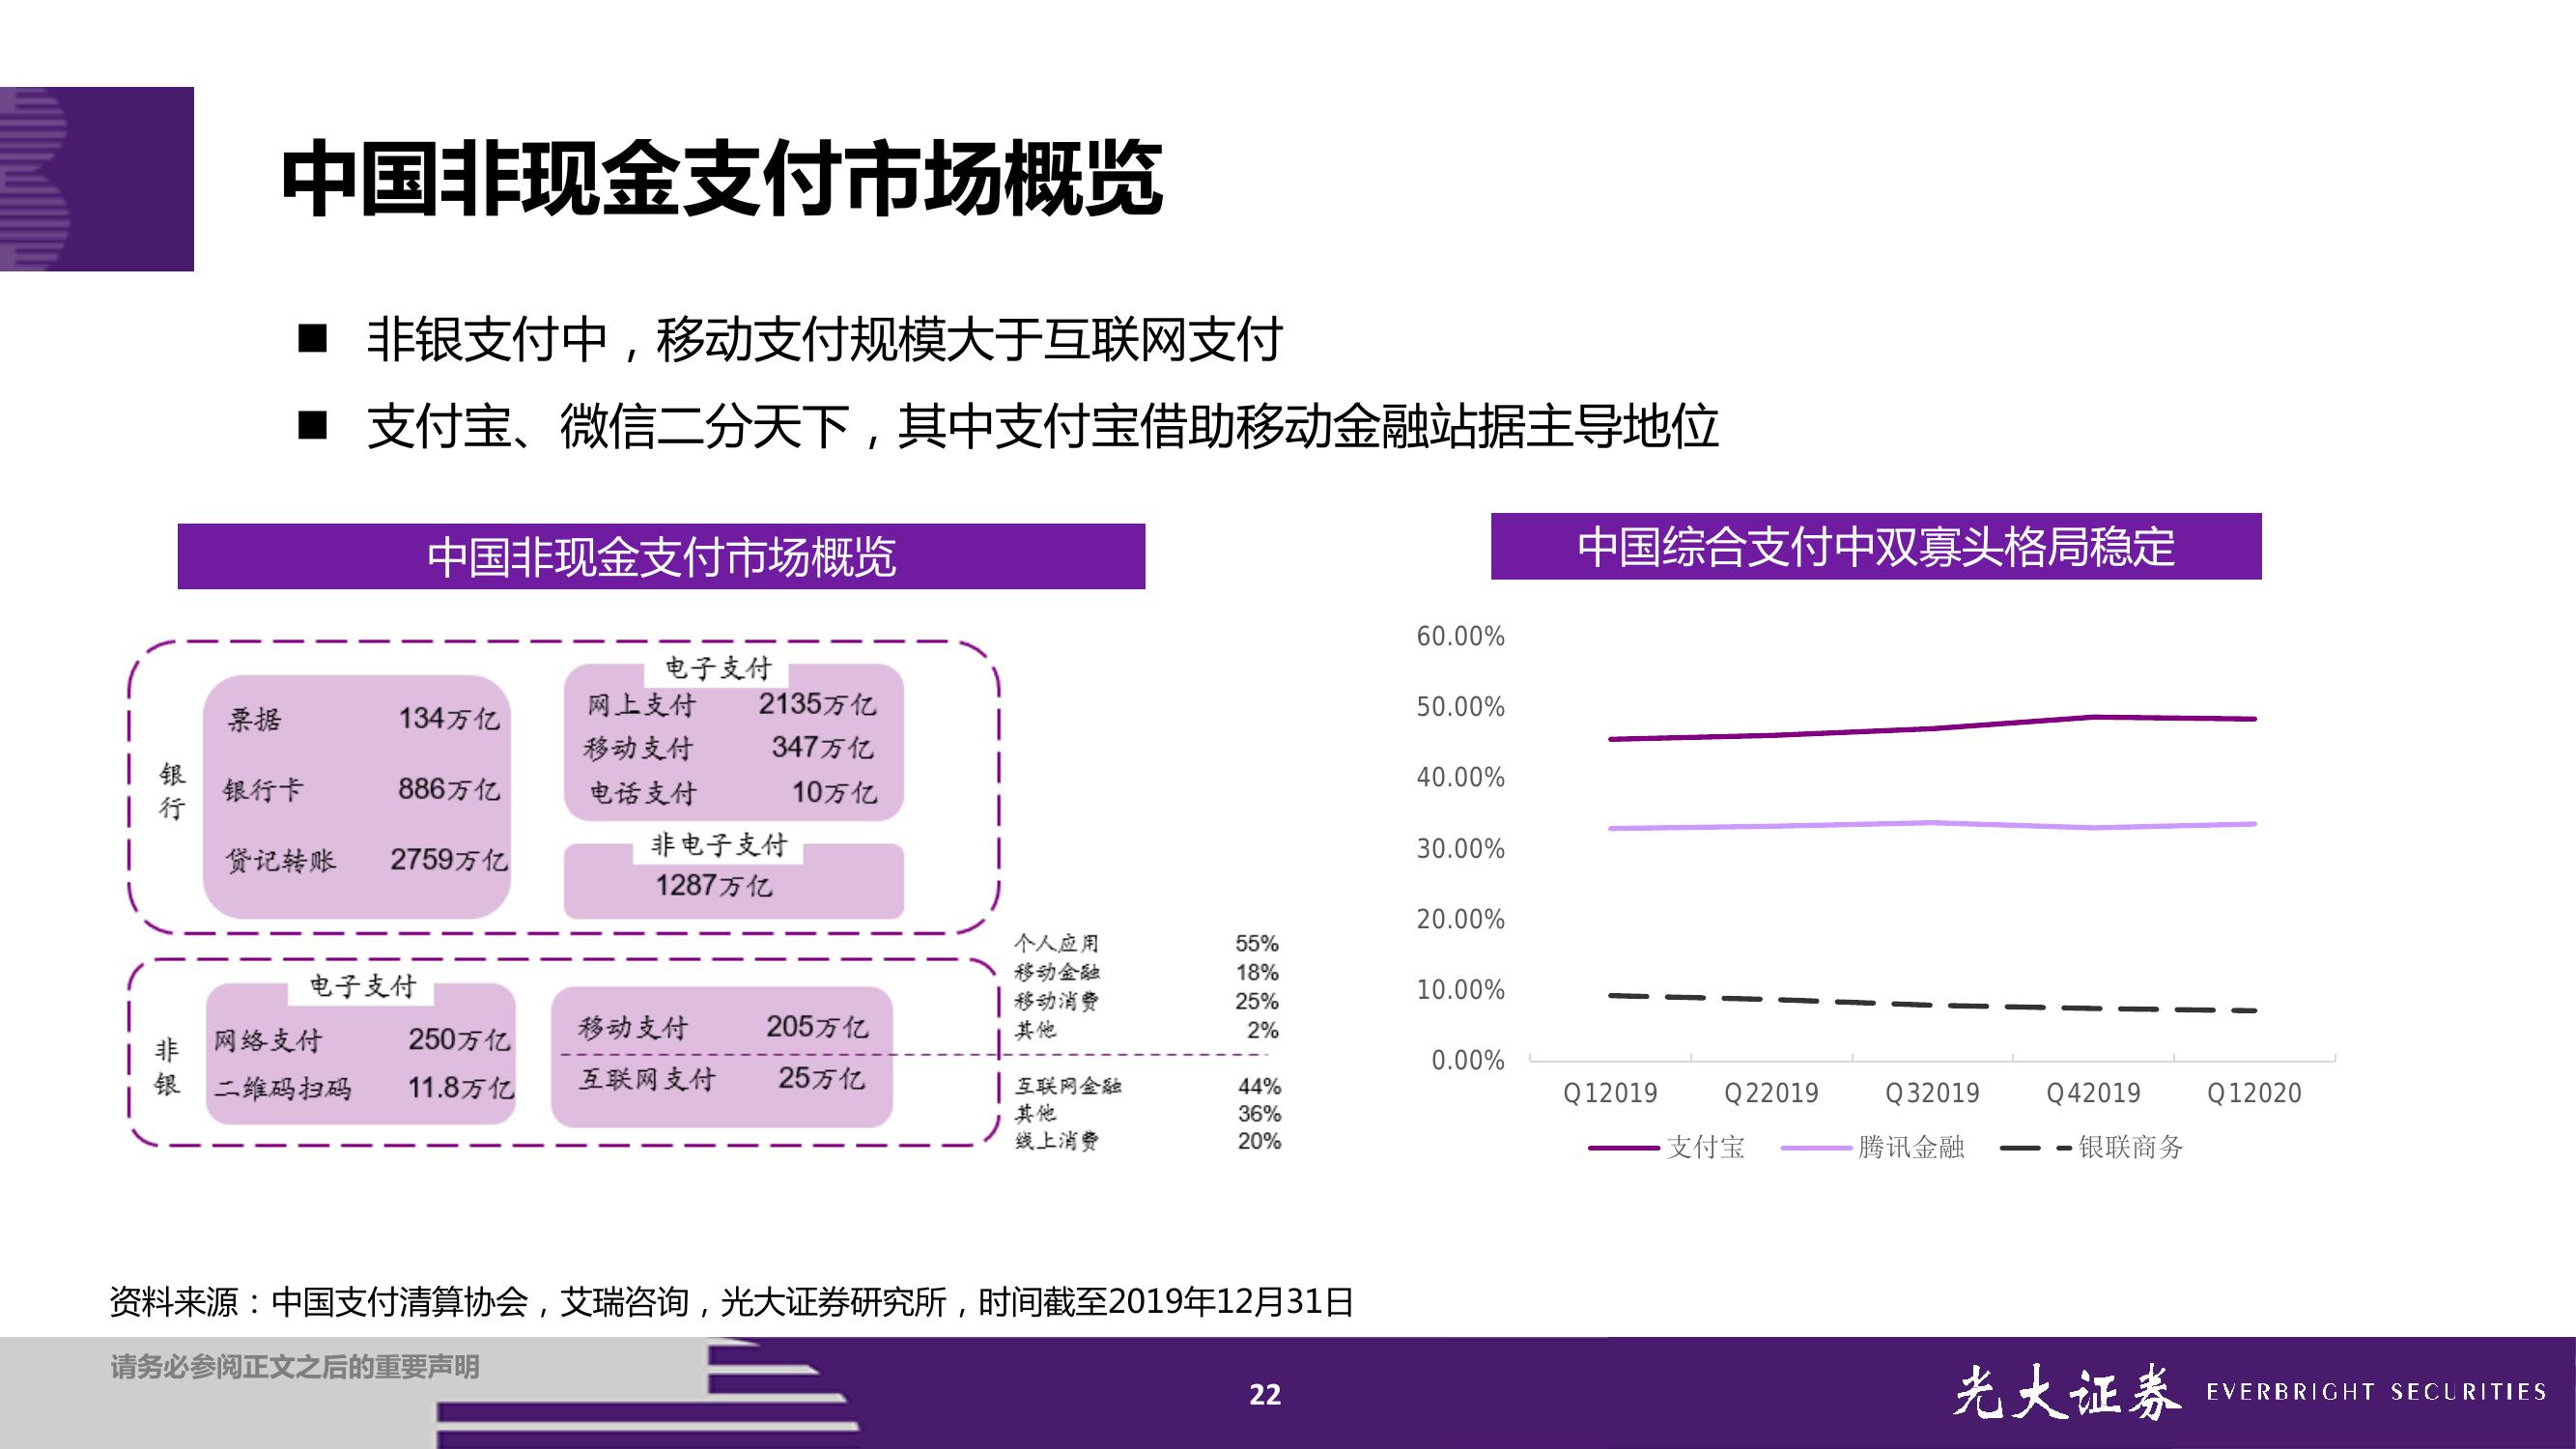 中国非现金支付市场概览
■ 非银支付中，移动支付规模大于互联网支付
■ 支付宝、微信二分天下，其中支付宝借助移动金融站据主导地位
中国非现金支付市场概览
银行
票据 134万亿
银行卡 886万亿
贷记转账 2759万亿
电子支付
网上支付 2135万亿
移动支付 347万亿
电话支付 10万亿
非电子支付
1287万亿
非银
电子支付
网络支付 250万亿
二维码扫码 11.8万亿
移动支付 205万亿
互联网支付 25万亿
个人应用 55%
移动金融 18%
移动消费 25%
其他 2%
互联网金融 44%
其他 36%
线上消费 20%
中国综合支付中双寡头格局稳定
60.00%
50.00%
40.00%
30.00%
20.00%
10.00%
0.00%
Q12019 Q22019 Q32019 Q42019 Q12020
支付宝 腾讯金融 银联商务
资料来源：中国支付清算协会，艾瑞咨询，光大证券研究所，时间截至2019年12月31日
请务必参阅正文之后的重要声明
22
光大证券 EVERBRIGHT SECURITIES